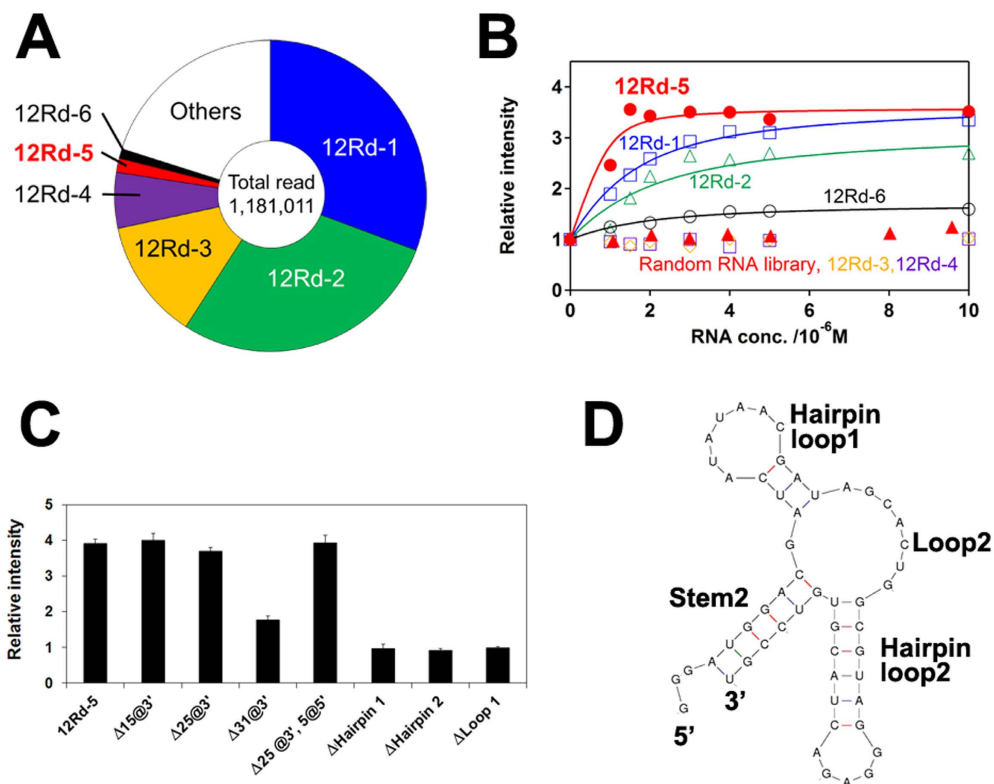 A
Others
12Rd-6
12Rd-5
12Rd-4
12Rd-3
12Rd-2
12Rd-1
Total read
1,181,011
B
Relative intensity
4
3
2
1
0
0
2
4
6
8
10
RNA conc. /10⁻⁶M
12Rd-5
12Rd-1
12Rd-2
12Rd-6
Random RNA library, 12Rd-3, 12Rd-4
C
Relative intensity
5
4
3
2
1
0
12Rd-5
Δ15@3'
Δ25@3'
Δ31@3'
Δ25 @3', 5@5'
ΔHairpin 1
ΔHairpin 2
ΔLoop 1
D
Hairpin
loop1
Loop2
Stem2
Hairpin
loop2
3'
5'